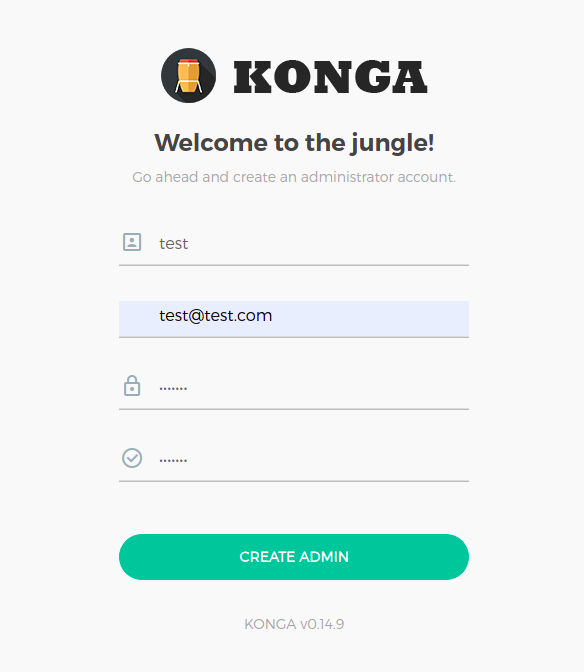 KONGA
Welcome to the jungle!
Go ahead and create an administrator account.
test
test@test.com
•••••••
•••••••
CREATE ADMIN
KONGA v0.14.9